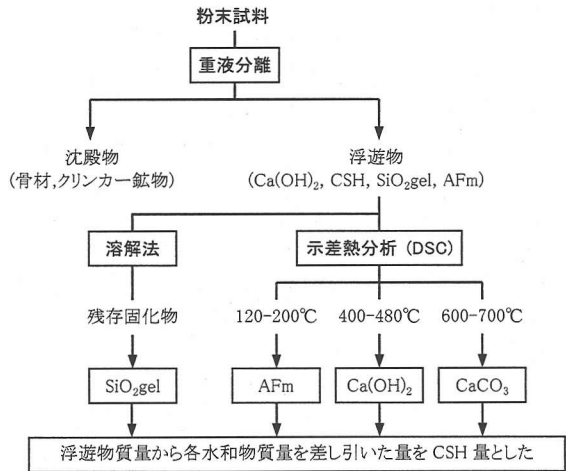 粉末試料
重液分離
沈殿物
(骨材,クリンカー鉱物)
浮遊物
(Ca(OH)2, CSH, SiO2gel, AFm)
溶解法
示差熱分析 (DSC)
残存固化物
120-200℃
400-480℃
600-700℃
SiO2gel
AFm
Ca(OH)2
CaCO3
浮遊物質量から各水和物質量を差し引いた量を CSH 量とした